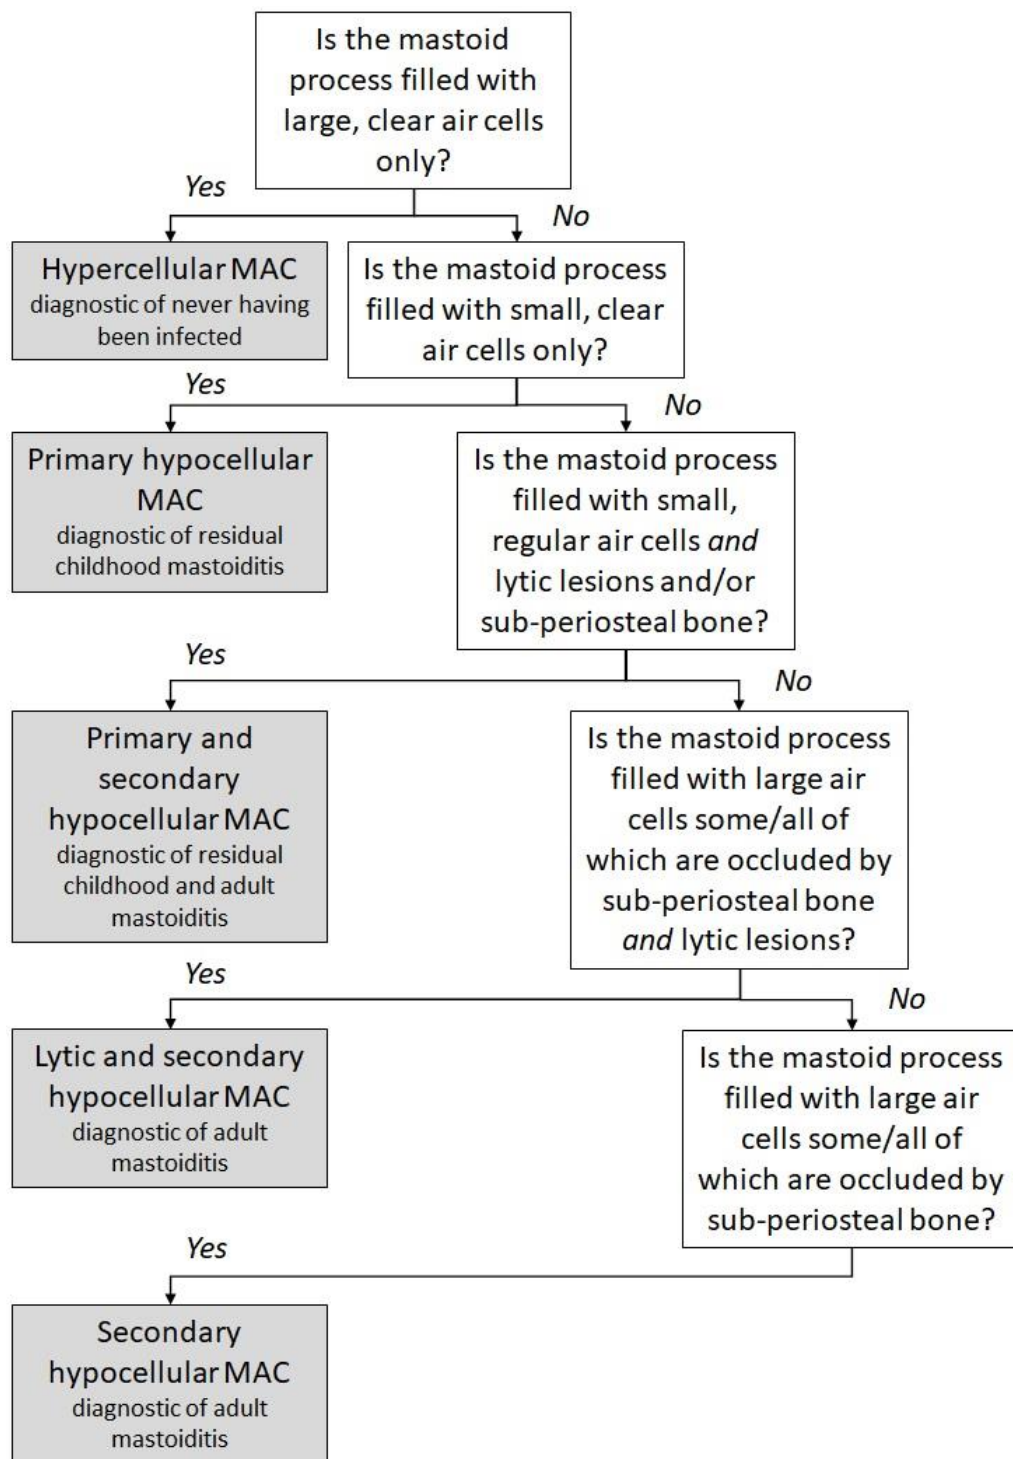 Is the mastoid
process filled with
large, clear air cells
only?
Yes
No
Hypercellular MAC
diagnostic of never having
been infected
Is the mastoid process
filled with small, clear
air cells only?
Yes
No
Primary hypocellular
MAC
diagnostic of residual
childhood mastoiditis
Is the mastoid process
filled with small,
regular air cells and
lytic lesions and/or
sub-periosteal bone?
Yes
No
Primary and
secondary
hypocellular MAC
diagnostic of residual
childhood and adult
mastoiditis
Is the mastoid process
filled with large air
cells some/all of
which are occluded by
sub-periosteal bone
and lytic lesions?
Yes
No
Lytic and secondary
hypocellular MAC
diagnostic of adult
mastoiditis
Is the mastoid process
filled with large air
cells some/all of
which are occluded by
sub-periosteal bone?
Yes
Secondary
hypocellular MAC
diagnostic of adult
mastoiditis